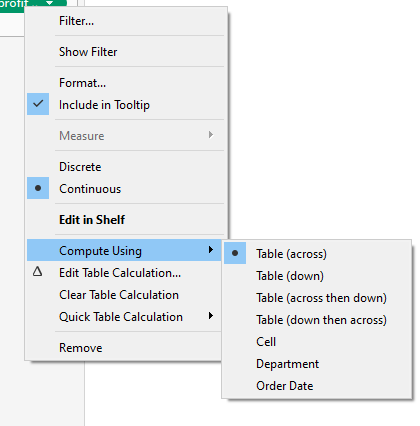 profit...
Filter...
Show Filter
Format...
Include in Tooltip
Measure
Discrete
Continuous
Edit in Shelf
Compute Using
Edit Table Calculation...
Clear Table Calculation
Quick Table Calculation
Remove
Table (across)
Table (down)
Table (across then down)
Table (down then across)
Cell
Department
Order Date